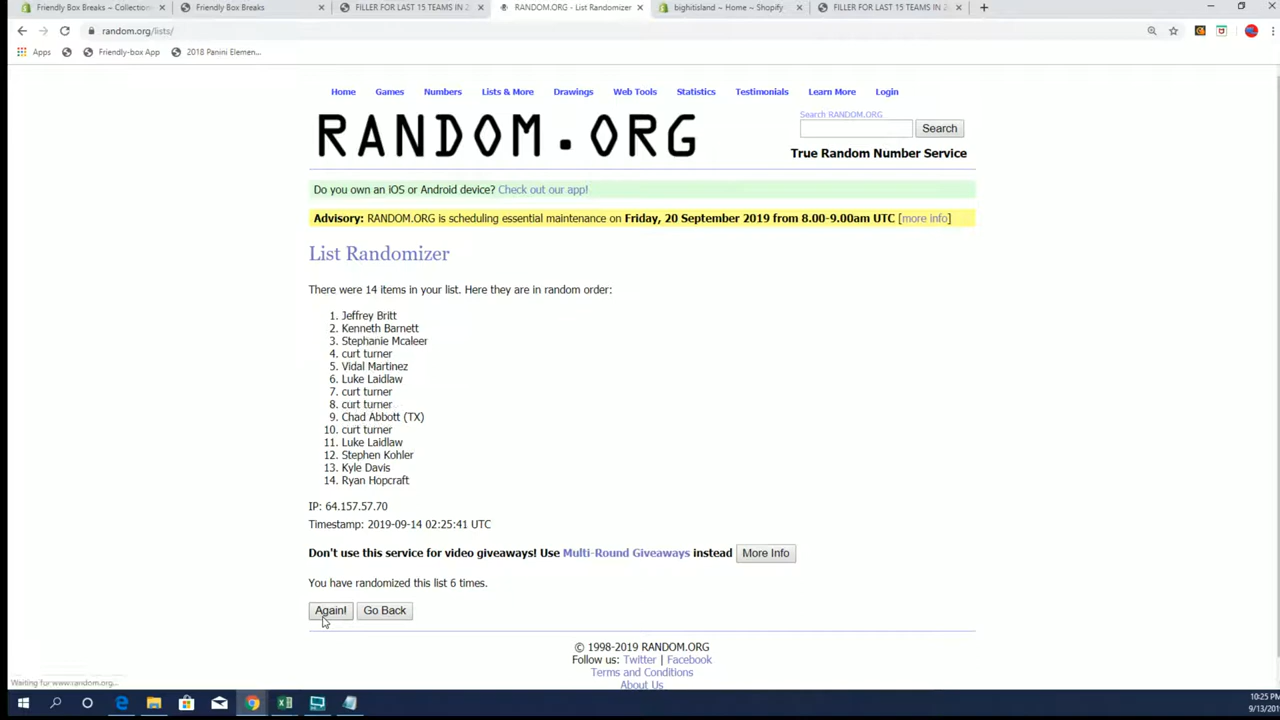 Friendly Box Breaks ~ Collection
Friendly Box Breaks
FILLER FOR LAST 15 TEAMS IN 2
RANDOM.ORG - List Randomizer
bighitisland ~ Home ~ Shopify
FILLER FOR LAST 15 TEAMS IN 2
random.org/lists/
Apps
Friendly-box App
2018 Panini Elemen...
Home Games Numbers Lists & More Drawings Web Tools Statistics Testimonials Learn More Login
RANDOM.ORG
Search RANDOM.ORG
Search
True Random Number Service
Do you own an iOS or Android device? Check out our app!
Advisory: RANDOM.ORG is scheduling essential maintenance on Friday, 20 September 2019 from 8.00-9.00am UTC [more info]
List Randomizer
There were 14 items in your list. Here they are in random order:
1. Jeffrey Britt
2. Kenneth Barnett
3. Stephanie Mcaleer
4. curt turner
5. Vidal Martinez
6. Luke Laidlaw
7. curt turner
8. curt turner
9. Chad Abbott (TX)
10. curt turner
11. Luke Laidlaw
12. Stephen Kohler
13. Kyle Davis
14. Ryan Hopcraft
IP: 64.157.57.70
Timestamp: 2019-09-14 02:25:41 UTC
Don't use this service for video giveaways! Use Multi-Round Giveaways instead More Info
You have randomized this list 6 times.
Again! Go Back
© 1998-2019 RANDOM.ORG
Follow us: Twitter | Facebook
Terms and Conditions
About Us
Waiting for www.random.org...
10:25 PM
9/13/20